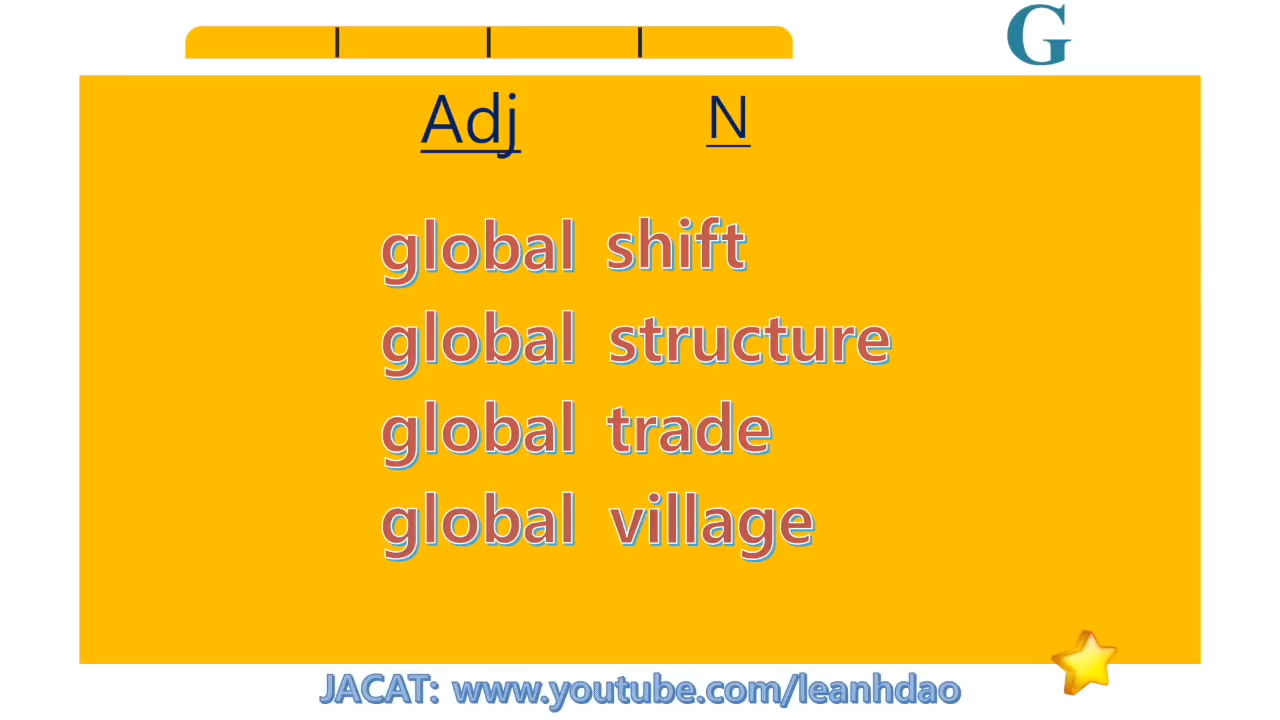 G
Adj N
global shift
global structure
global trade
global village
JACAT: www.youtube.com/leanhdao